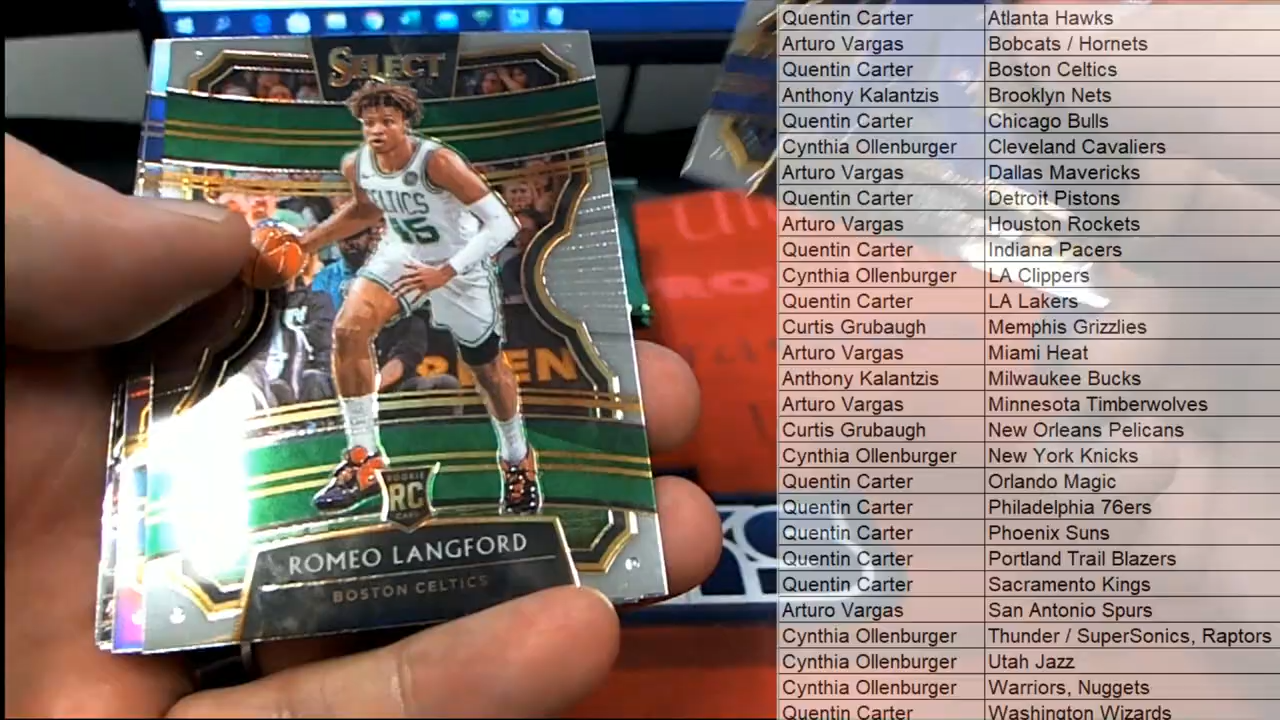 SELECT
CELTICS
45
ROOKIE
RC
CARD
ROMEO LANGFORD
BOSTON CELTICS
Quentin Carter Atlanta Hawks
Arturo Vargas Bobcats / Hornets
Quentin Carter Boston Celtics
Anthony Kalantzis Brooklyn Nets
Quentin Carter Chicago Bulls
Cynthia Ollenburger Cleveland Cavaliers
Arturo Vargas Dallas Mavericks
Quentin Carter Detroit Pistons
Arturo Vargas Houston Rockets
Quentin Carter Indiana Pacers
Cynthia Ollenburger LA Clippers
Quentin Carter LA Lakers
Curtis Grubaugh Memphis Grizzlies
Arturo Vargas Miami Heat
Anthony Kalantzis Milwaukee Bucks
Arturo Vargas Minnesota Timberwolves
Curtis Grubaugh New Orleans Pelicans
Cynthia Ollenburger New York Knicks
Quentin Carter Orlando Magic
Quentin Carter Philadelphia 76ers
Quentin Carter Phoenix Suns
Quentin Carter Portland Trail Blazers
Quentin Carter Sacramento Kings
Arturo Vargas San Antonio Spurs
Cynthia Ollenburger Thunder / SuperSonics, Raptors
Cynthia Ollenburger Utah Jazz
Cynthia Ollenburger Warriors, Nuggets
Quentin Carter Washington Wizards